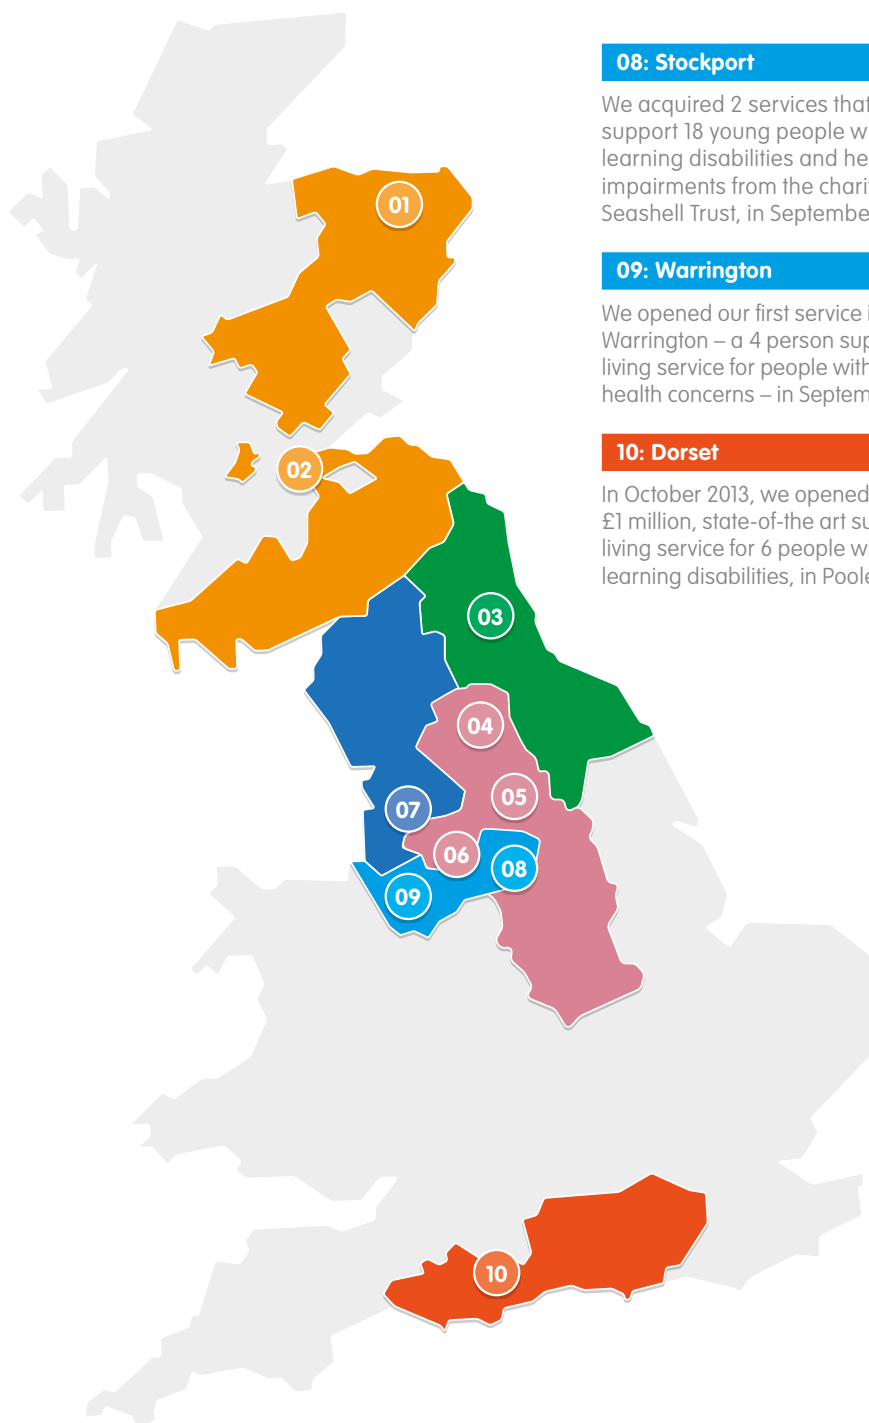 01
02
03
04
05
06
07
08
09
10
08: Stockport
We acquired 2 services that
support 18 young people w
learning disabilities and he
impairments from the chari
Seashell Trust, in Septembe
09: Warrington
We opened our first service i
Warrington – a 4 person sup
living service for people with
health concerns – in Septem
10: Dorset
In October 2013, we opened
£1 million, state-of-the art su
living service for 6 people w
learning disabilities, in Poole